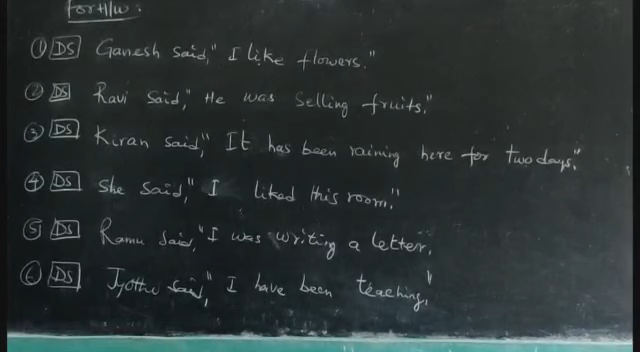 For H/w:
① DS Ganesh said," I like flowers."
② DS Ravi said," He was selling fruits."
③ DS Kiran said," It has been raining here for two days."
④ DS She said," I liked this room."
⑤ DS Ramu said,"I was writing a letter.
⑥ DS said," I have been teaching."